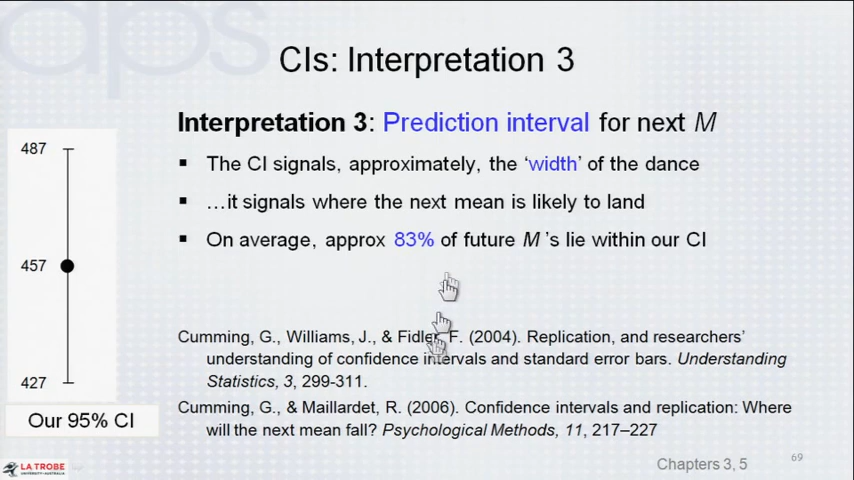 aps
CIs: Interpretation 3
Interpretation 3: Prediction interval for next M
▪ The CI signals, approximately, the ‘width’ of the dance
▪ …it signals where the next mean is likely to land
▪ On average, approx 83% of future M ’s lie within our CI
487
457
427
Our 95% CI
Cumming, G., Williams, J., & Fidler, F. (2004). Replication, and researchers’
understanding of confidence intervals and standard error bars. Understanding
Statistics, 3, 299-311.
Cumming, G., & Maillardet, R. (2006). Confidence intervals and replication: Where
will the next mean fall? Psychological Methods, 11, 217–227
LA TROBE
UNIVERSITY AUSTRALIA
Chapters 3, 5
69